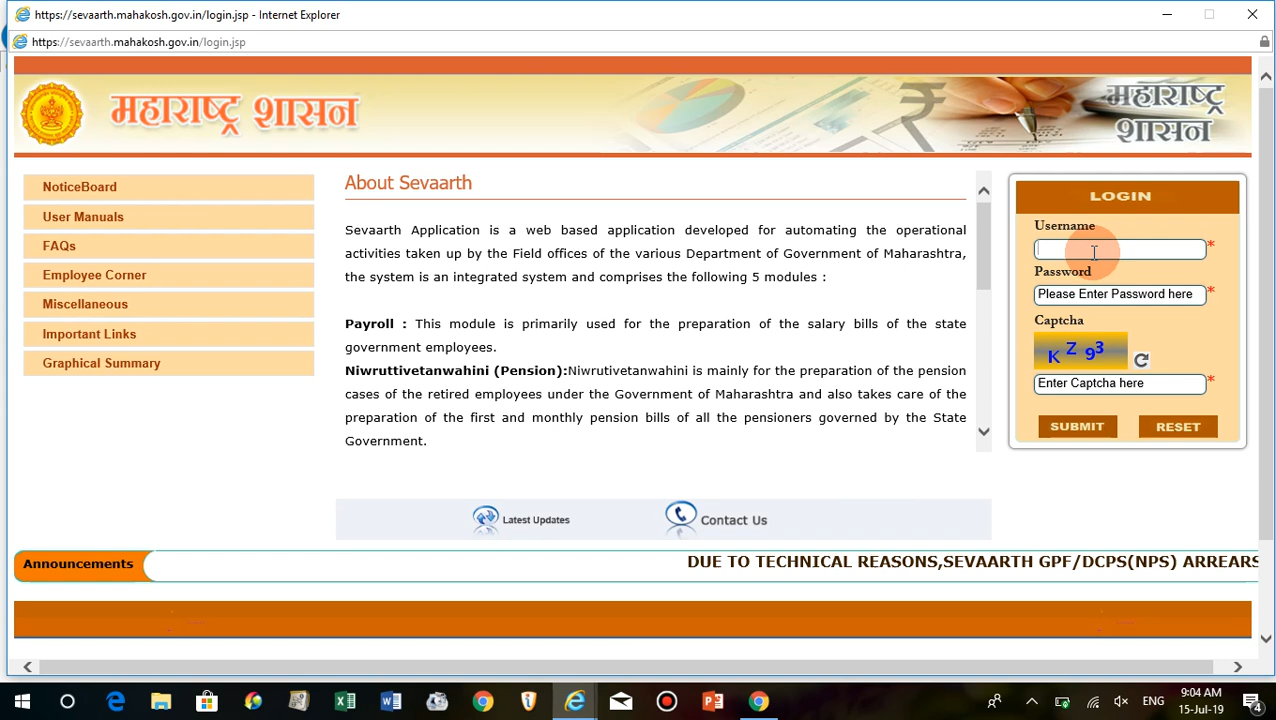 https://sevaarth.mahakosh.gov.in/login.jsp - Internet Explorer
https://sevaarth.mahakosh.gov.in/login.jsp
महाराष्ट्र शासन
महाराष्ट्र
शासन
NoticeBoard
User Manuals
FAQs
Employee Corner
Miscellaneous
Important Links
Graphical Summary
About Sevaarth
Sevaarth Application is a web based application developed for automating the operational
activities taken up by the Field offices of the various Department of Government of Maharashtra,
the system is an integrated system and comprises the following 5 modules :
Payroll : This module is primarily used for the preparation of the salary bills of the state
government employees.
Niwruttivetanwahini (Pension):Niwrutivetanwahini is mainly for the preparation of the pension
cases of the retired employees under the Government of Maharashtra and also takes care of the
preparation of the first and monthly pension bills of all the pensioners governed by the State
Government.
LOGIN
Username
*
Password
Please Enter Password here *
Captcha
K Z 9 3
Enter Captcha here *
SUBMIT RESET
Latest Updates
Contact Us
Announcements
DUE TO TECHNICAL REASONS,SEVAARTH GPF/DCPS(NPS) ARREARS
ENG
9:04 AM
15-Jul-19
4